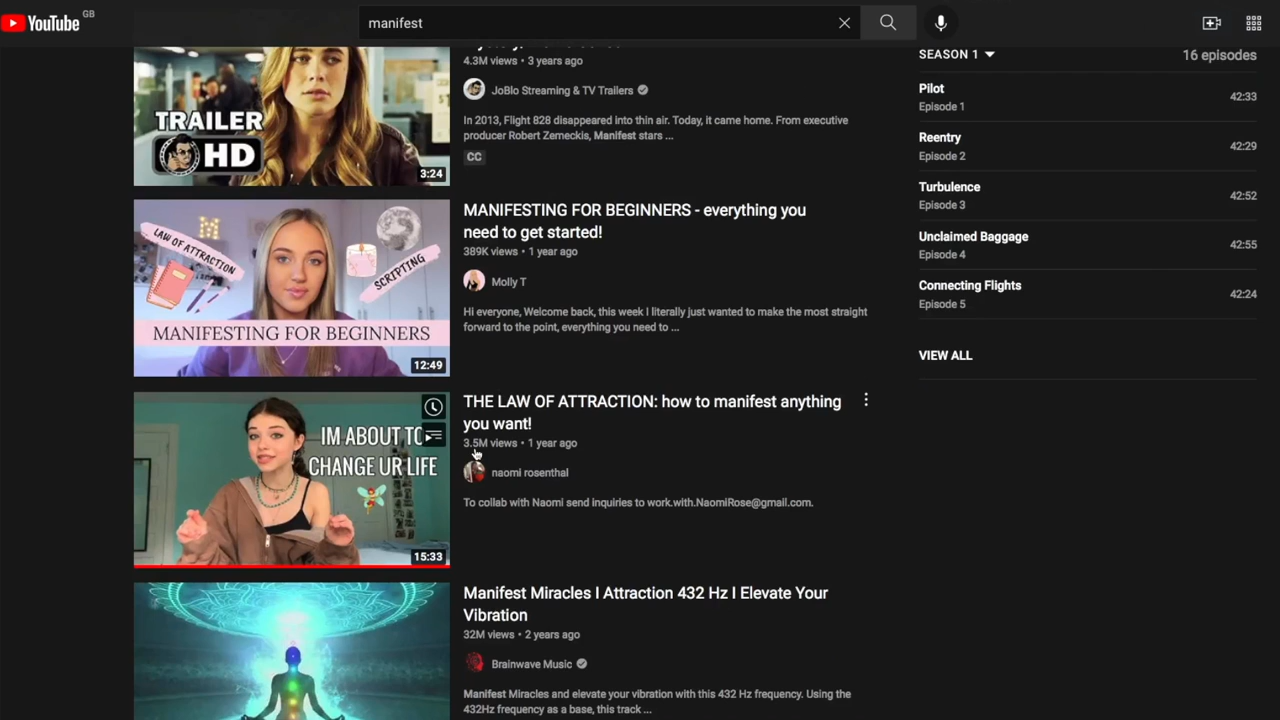 YouTube GB
manifest
4.3M views • 3 years ago
JoBlo Streaming & TV Trailers
In 2013, Flight 828 disappeared into thin air. Today, it came home. From executive
producer Robert Zemeckis, Manifest stars ...
CC
TRAILER
HD
3:24
MANIFESTING FOR BEGINNERS - everything you
need to get started!
389K views • 1 year ago
Molly T
Hi everyone, Welcome back, this week I literally just wanted to make the most straight
forward to the point, everything you need to ...
LAW OF ATTRACTION
SCRIPTING
MANIFESTING FOR BEGINNERS
12:49
THE LAW OF ATTRACTION: how to manifest anything
you want!
3.5M views • 1 year ago
naomi rosenthal
To collab with Naomi send inquiries to work.with.NaomiRose@gmail.com.
IM ABOUT TO
CHANGE UR LIFE
15:33
Manifest Miracles I Attraction 432 Hz I Elevate Your
Vibration
32M views • 2 years ago
Brainwave Music
Manifest Miracles and elevate your vibration with this 432 Hz frequency. Using the
432Hz frequency as a base, this track ...
SEASON 1
16 episodes
Pilot
Episode 1
42:33
Reentry
Episode 2
42:29
Turbulence
Episode 3
42:52
Unclaimed Baggage
Episode 4
42:55
Connecting Flights
Episode 5
42:24
VIEW ALL